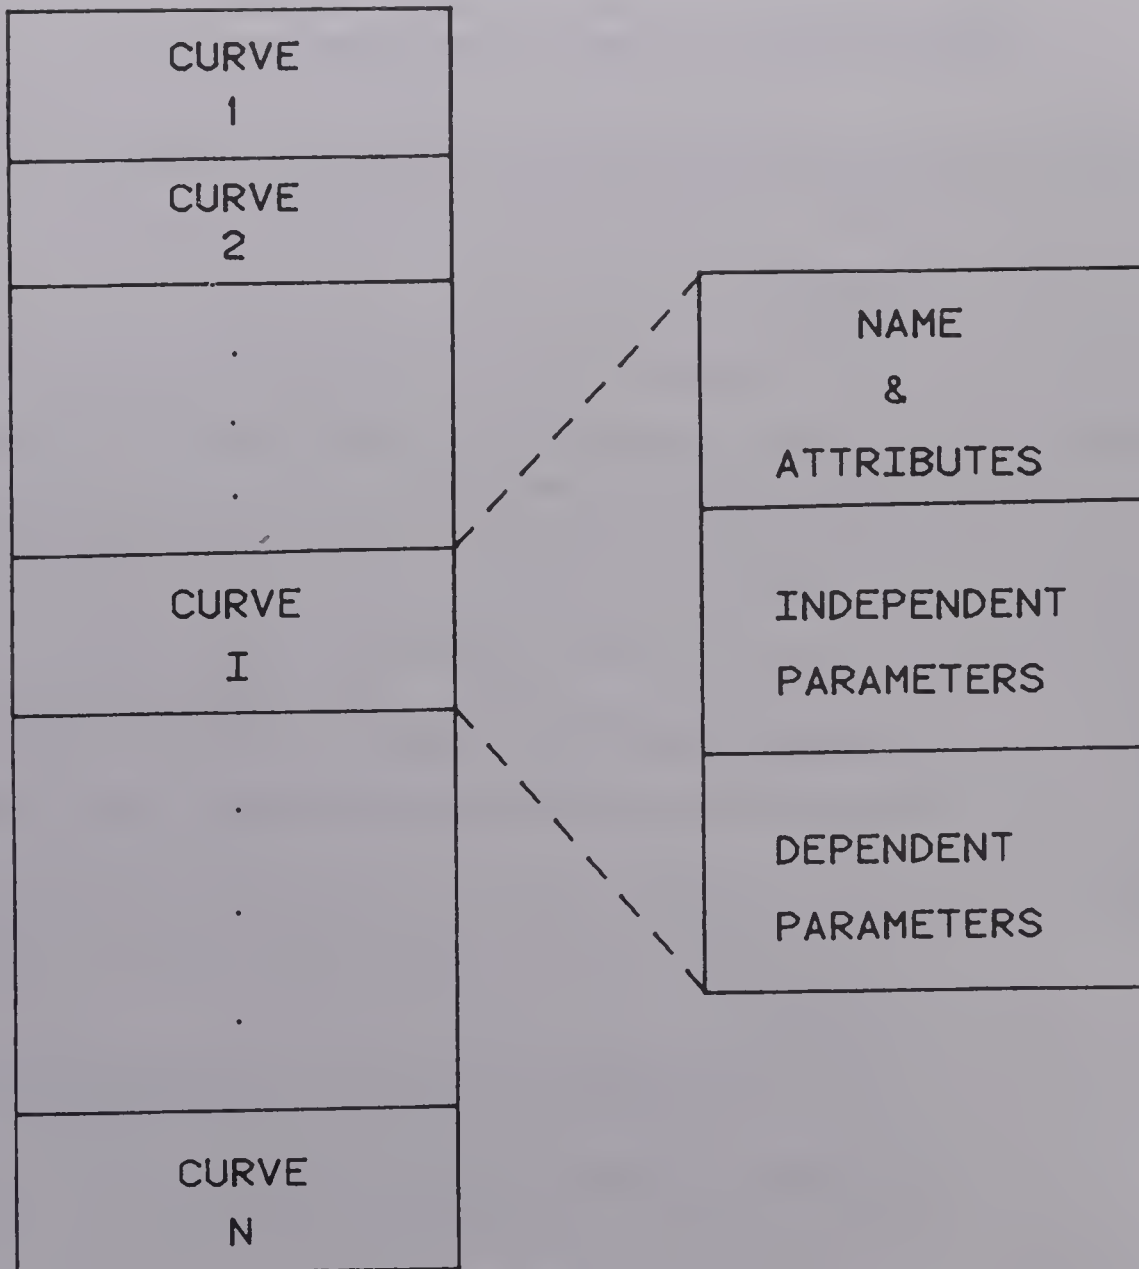 CURVE
1
CURVE
2
.
.
.
CURVE
I
.
.
.
CURVE
N
NAME
&
ATTRIBUTES
INDEPENDENT
PARAMETERS
DEPENDENT
PARAMETERS